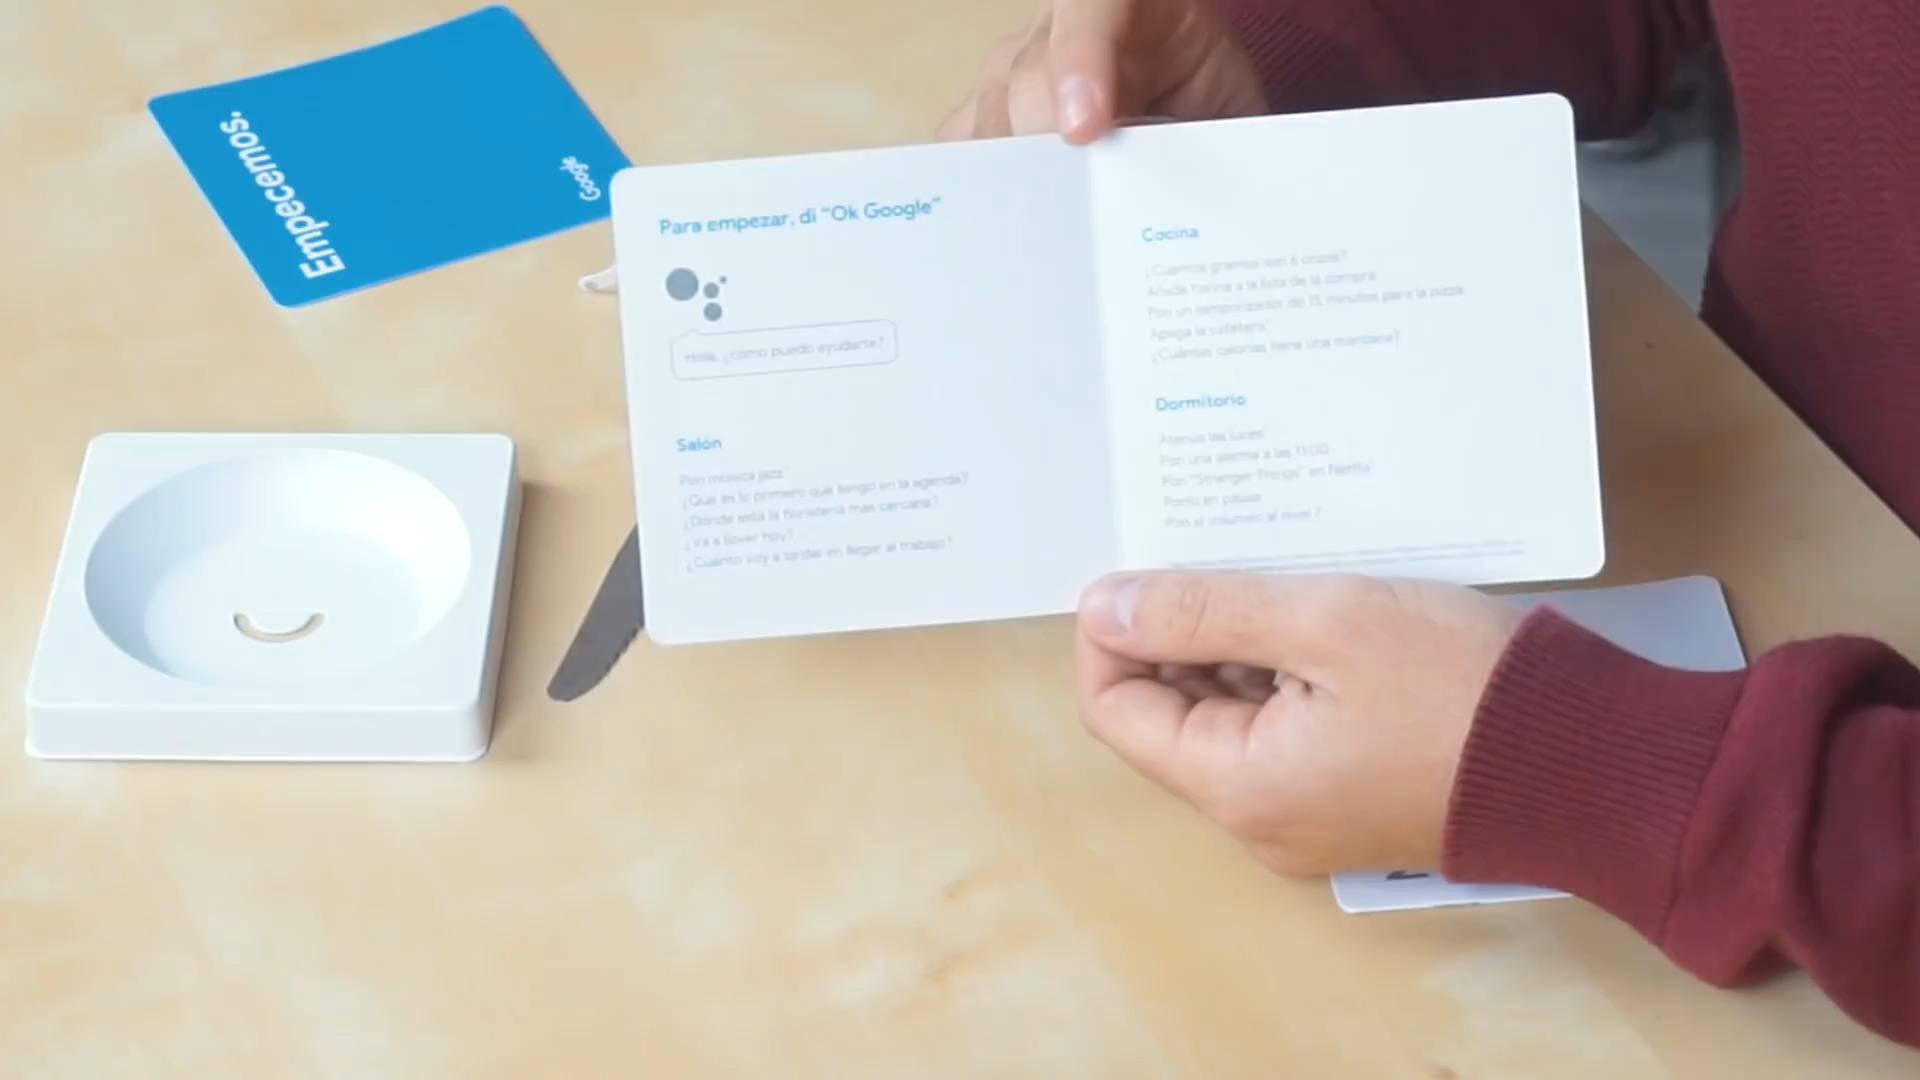 Empecemos.
Google
Para empezar, di “Ok Google”
Hola, ¿cómo puedo ayudarte?
Salón
Pon música jazz
¿Qué es lo primero que tengo en la agenda?
¿Dónde está la floristería más cercana?
¿Va a llover hoy?
¿Cuánto voy a tardar en llegar al trabajo?
Cocina
¿Cuántos gramos son 6 onzas?
Añade harina a la lista de la compra
Pon un temporizador de 15 minutos para la pizza
Apaga la cafetera
¿Cuántas calorías tiene una manzana?
Dormitorio
Atenúa las luces
Pon una alarma a las 11:00
Pon “Stranger Things” en Netflix
Ponlo en pausa
Pon el volumen al nivel 7